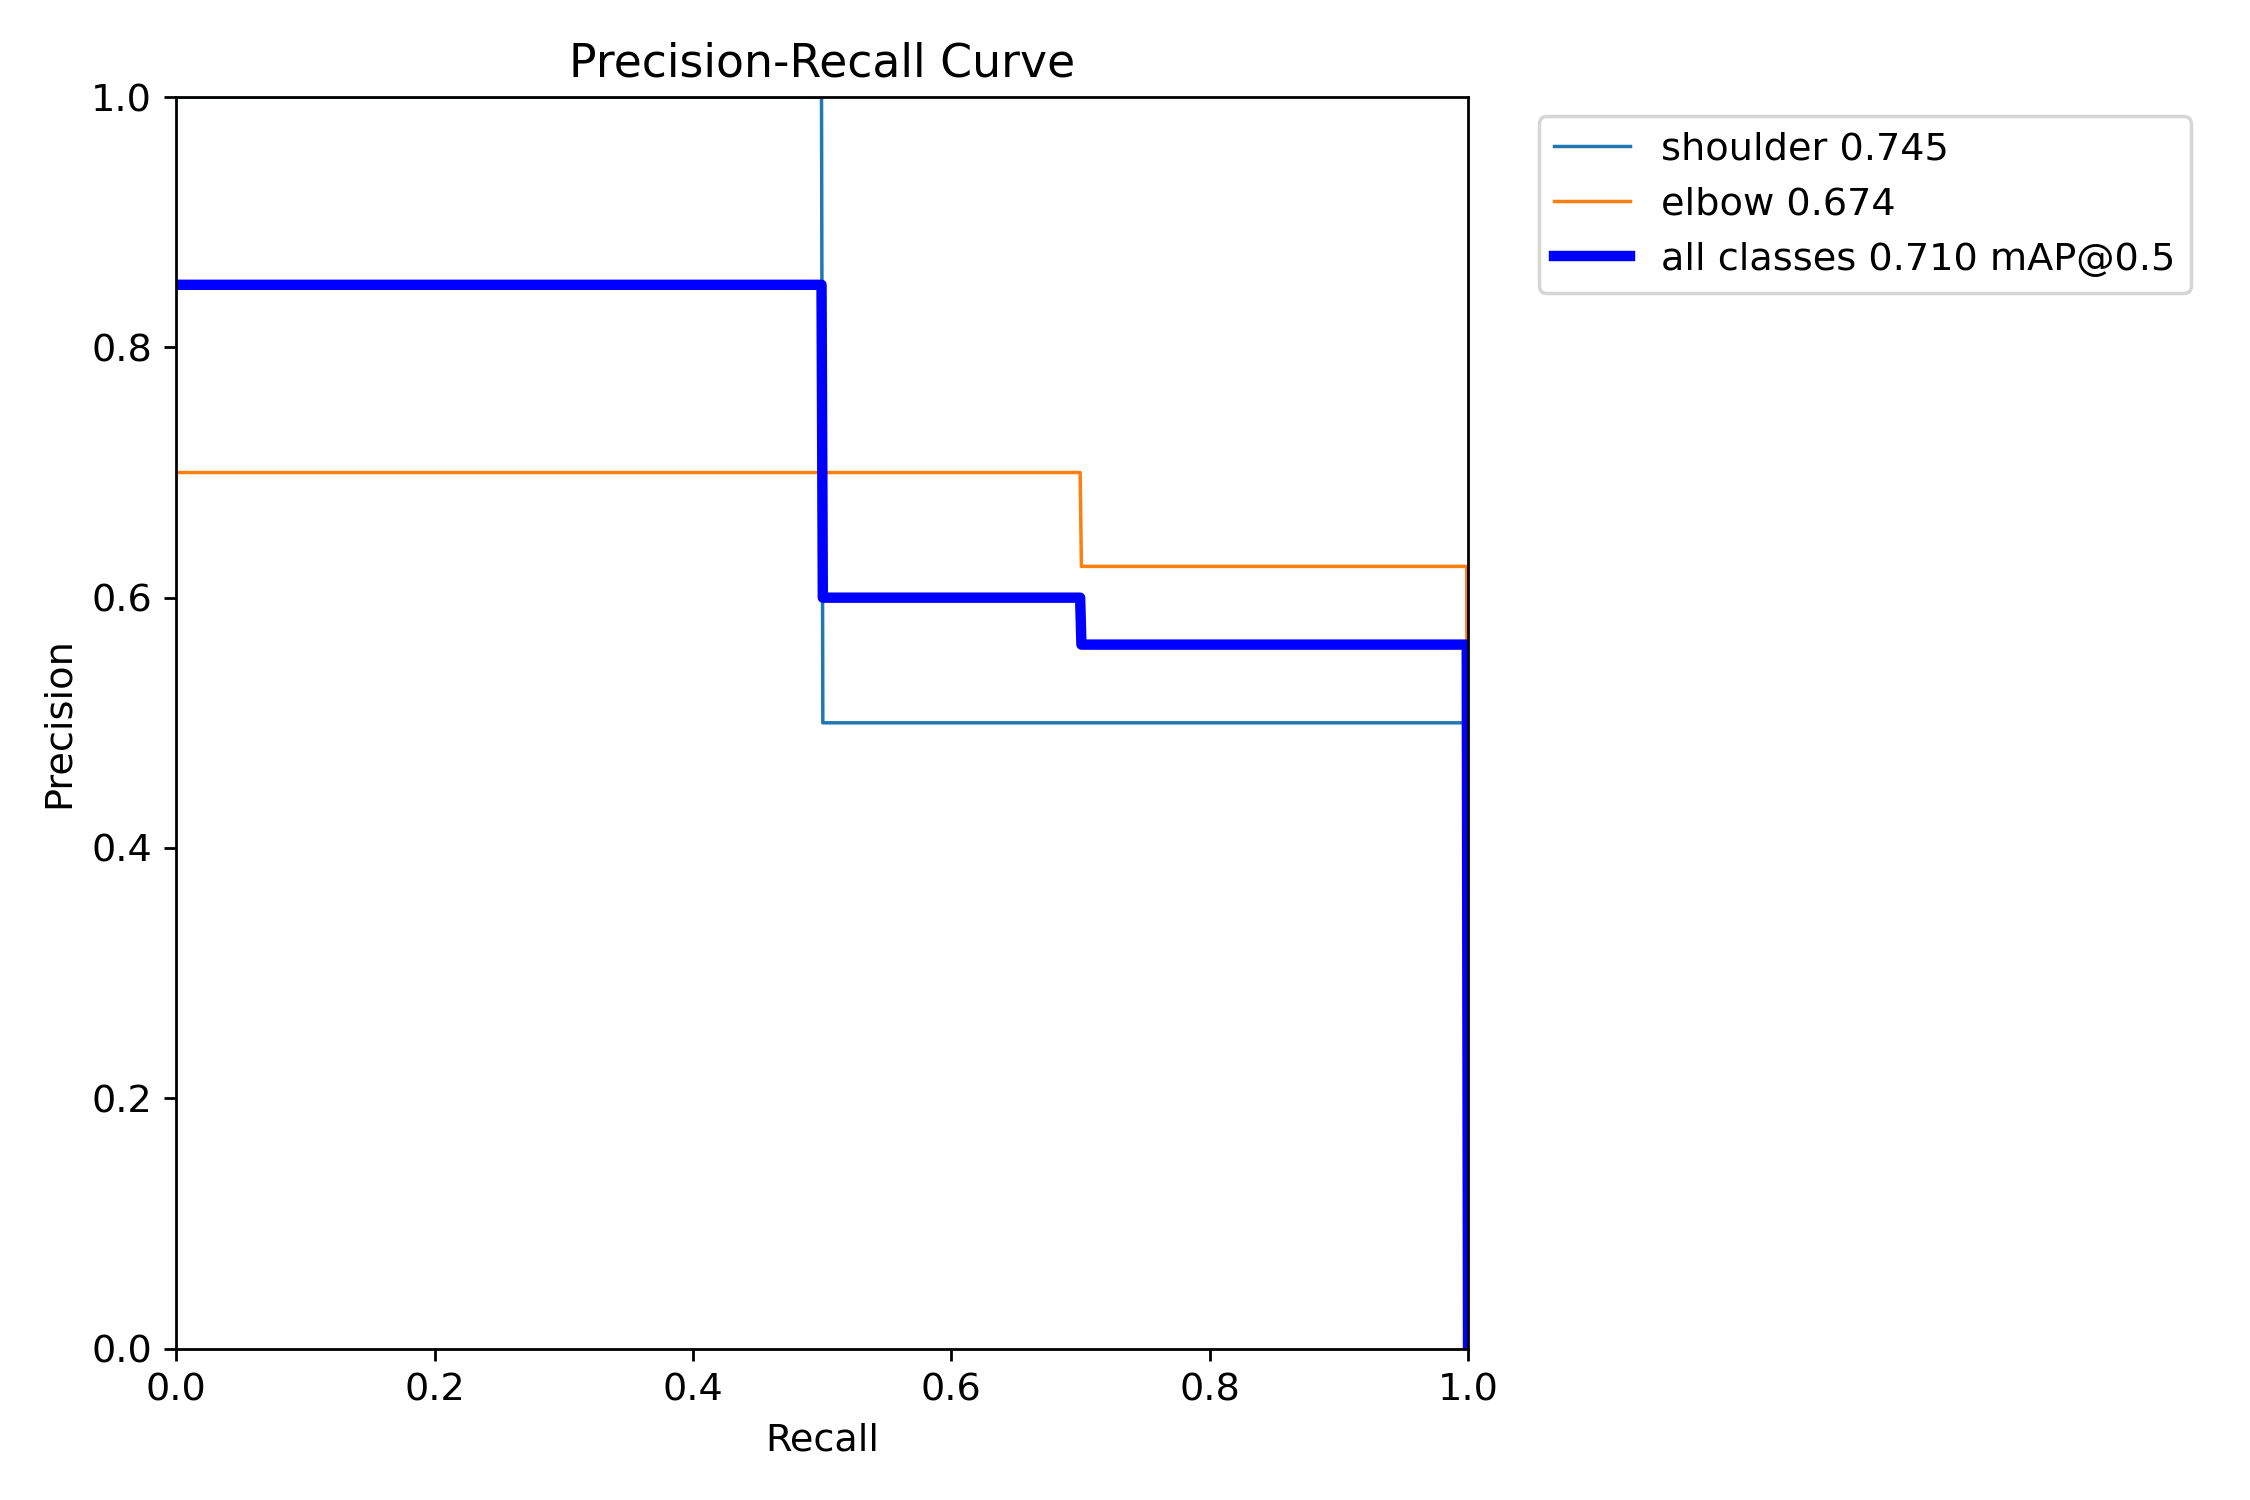 Precision-Recall Curve
1.0
0.8
0.6
0.4
0.2
0.0
Precision
0.0 0.2 0.4 0.6 0.8 1.0
Recall
shoulder 0.745
elbow 0.674
all classes 0.710 mAP@0.5